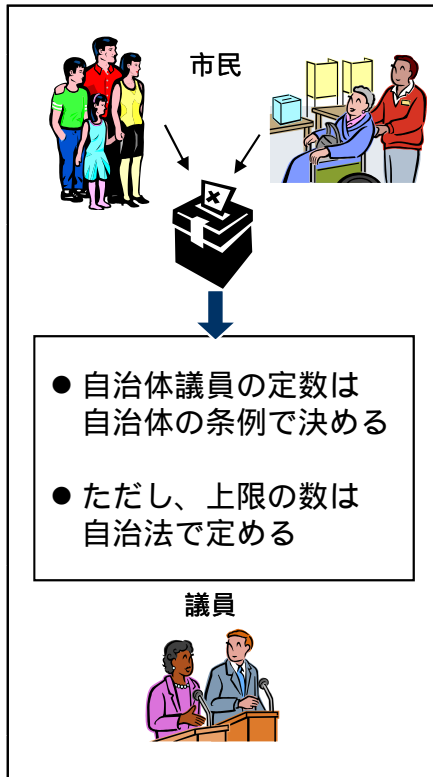 市民
● 自治体議員の定数は
自治体の条例で決める
● ただし、上限の数は
自治法で定める
議員